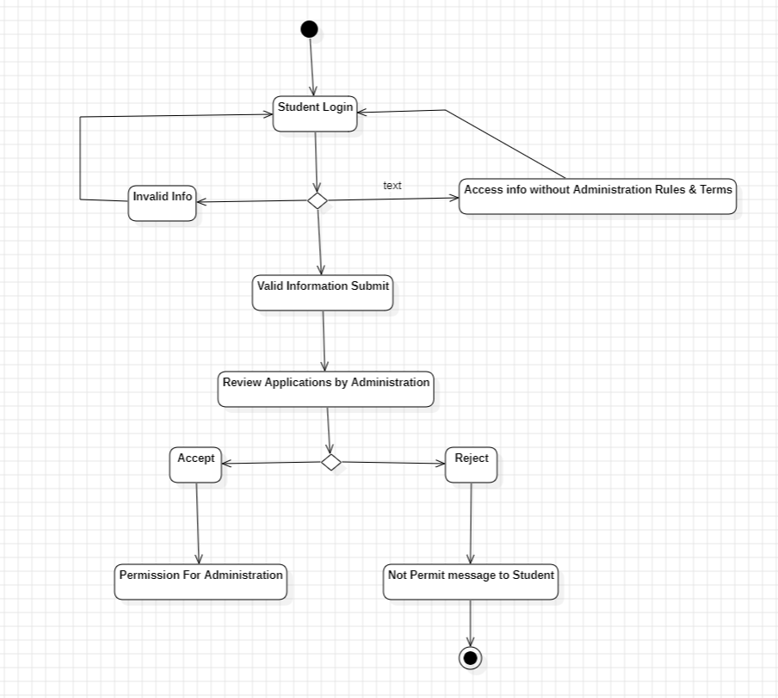 Student Login
text
Invalid Info
Access info without Administration Rules & Terms
Valid Information Submit
Review Applications by Administration
Accept
Reject
Permission For Administration
Not Permit message to Student